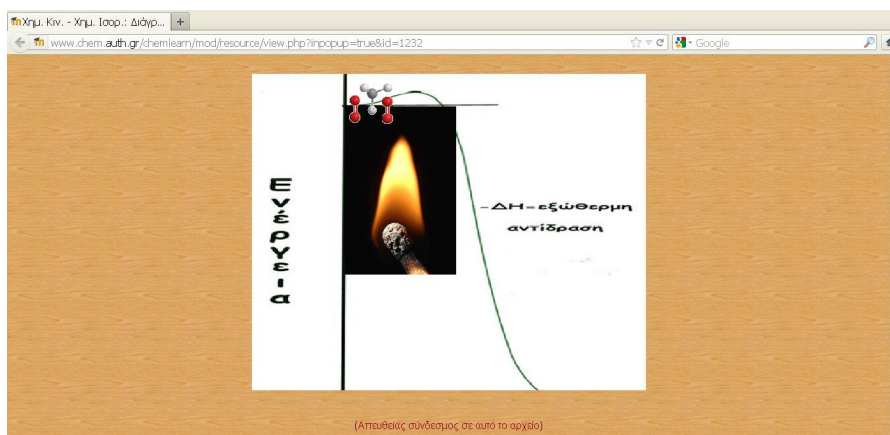 Χημ. Κιν. - Χημ. Ισορ.: Διάγρ...
www.chem.auth.gr/chemlearn/mod/resource/view.php?inpopup=true&id=1232
Google
Ενέργεια
-ΔΗ-εξώθερμη
αντίδραση
(Απευθείας σύνδεσμος σε αυτό το αρχείο)